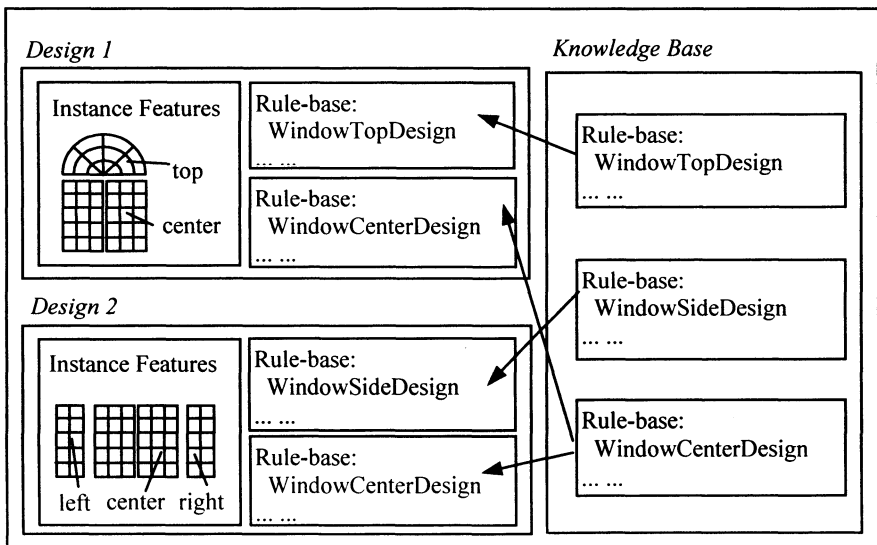 Design 1
Instance Features
top
center
Rule-base:
WindowTopDesign
... ...
Rule-base:
WindowCenterDesign
... ...
Design 2
Instance Features
left center right
Rule-base:
WindowSideDesign
... ...
Rule-base:
WindowCenterDesign
... ...
Knowledge Base
Rule-base:
WindowTopDesign
... ...
Rule-base:
WindowSideDesign
... ...
Rule-base:
WindowCenterDesign
... ...